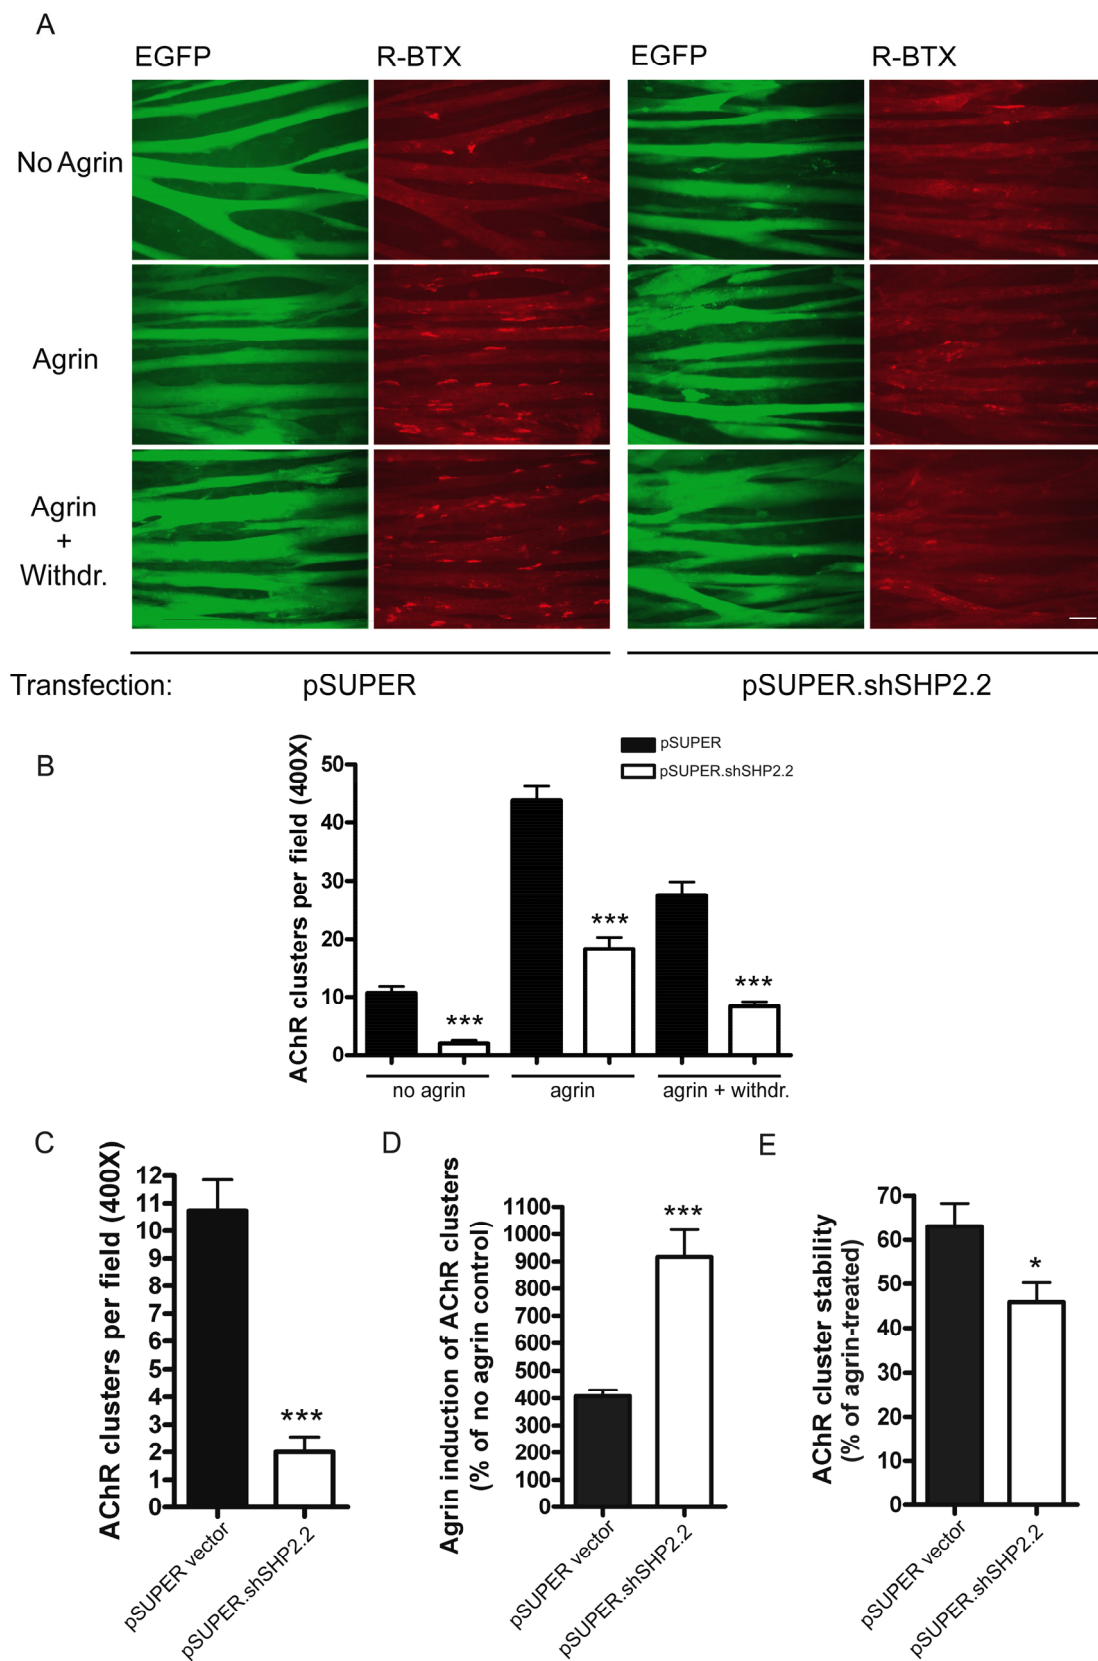 A
EGFP R-BTX EGFP R-BTX
No Agrin
Agrin
Agrin
+
Withdr.
Transfection: pSUPER pSUPER.shSHP2.2
B
AChR clusters per field (400X)
50
40
30
20
10
0
pSUPER
pSUPER.shSHP2.2
***
***
***
no agrin agrin agrin + withdr.
C
AChR clusters per field (400X)
12
11
10
9
8
7
6
5
4
3
2
1
0
***
pSUPER vector
pSUPER.shSHP2.2
D
Agrin induction of AChR clusters
(% of no agrin control)
1100
1000
900
800
700
600
500
400
300
200
100
0
***
pSUPER vector
pSUPER.shSHP2.2
E
AChR cluster stability
(% of agrin-treated)
70
60
50
40
30
20
10
0
*
pSUPER vector
pSUPER.shSHP2.2